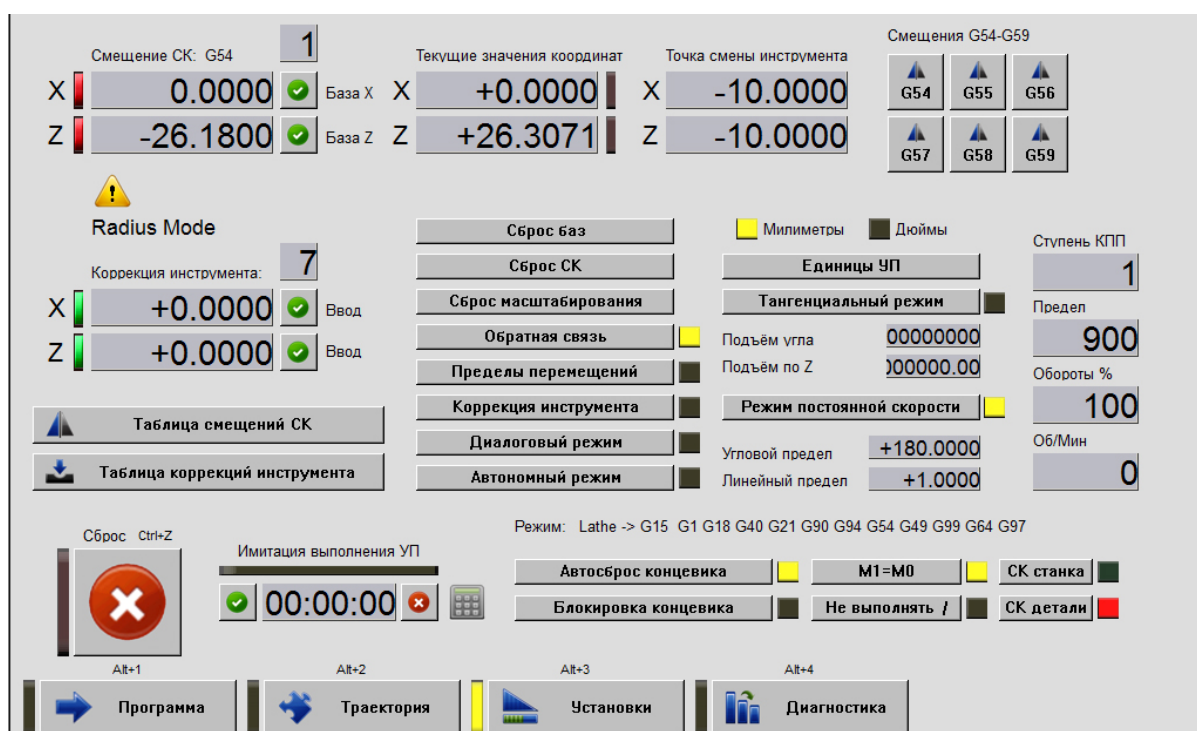 Смещение СК: G54
1
Текущие значения координат
Точка смены инструмента
Смещения G54-G59
X 0.0000 База X
X +0.0000
X -10.0000
G54 G55 G56
Z -26.1800 База Z
Z +26.3071
Z -10.0000
G57 G58 G59
Radius Mode
Коррекция инструмента:
7
X +0.0000 Ввод
Z +0.0000 Ввод
Таблица смещений СК
Таблица коррекций инструмента
Сброс баз
Сброс СК
Сброс масштабирования
Обратная связь
Пределы перемещений
Коррекция инструмента
Диалоговый режим
Автономный режим
Милиметры Дюймы
Единицы УП
Тангенциальный режим
Подъём угла 00000000
Подъём по Z 000000.00
Режим постоянной скорости
Угловой предел +180.0000
Линейный предел +1.0000
Ступень КПП
1
Предел
900
Обороты %
100
Об/Мин
0
Сброс Ctrl+Z
Имитация выполнения УП
00:00:00
Режим: Lathe -> G15 G1 G18 G40 G21 G90 G94 G54 G49 G99 G64 G97
Автосброс концевика
M1=M0
СК станка
Блокировка концевика
Не выполнять /
СК детали
Alt+1
Alt+2
Alt+3
Alt+4
Программа
Траектория
Установки
Диагностика